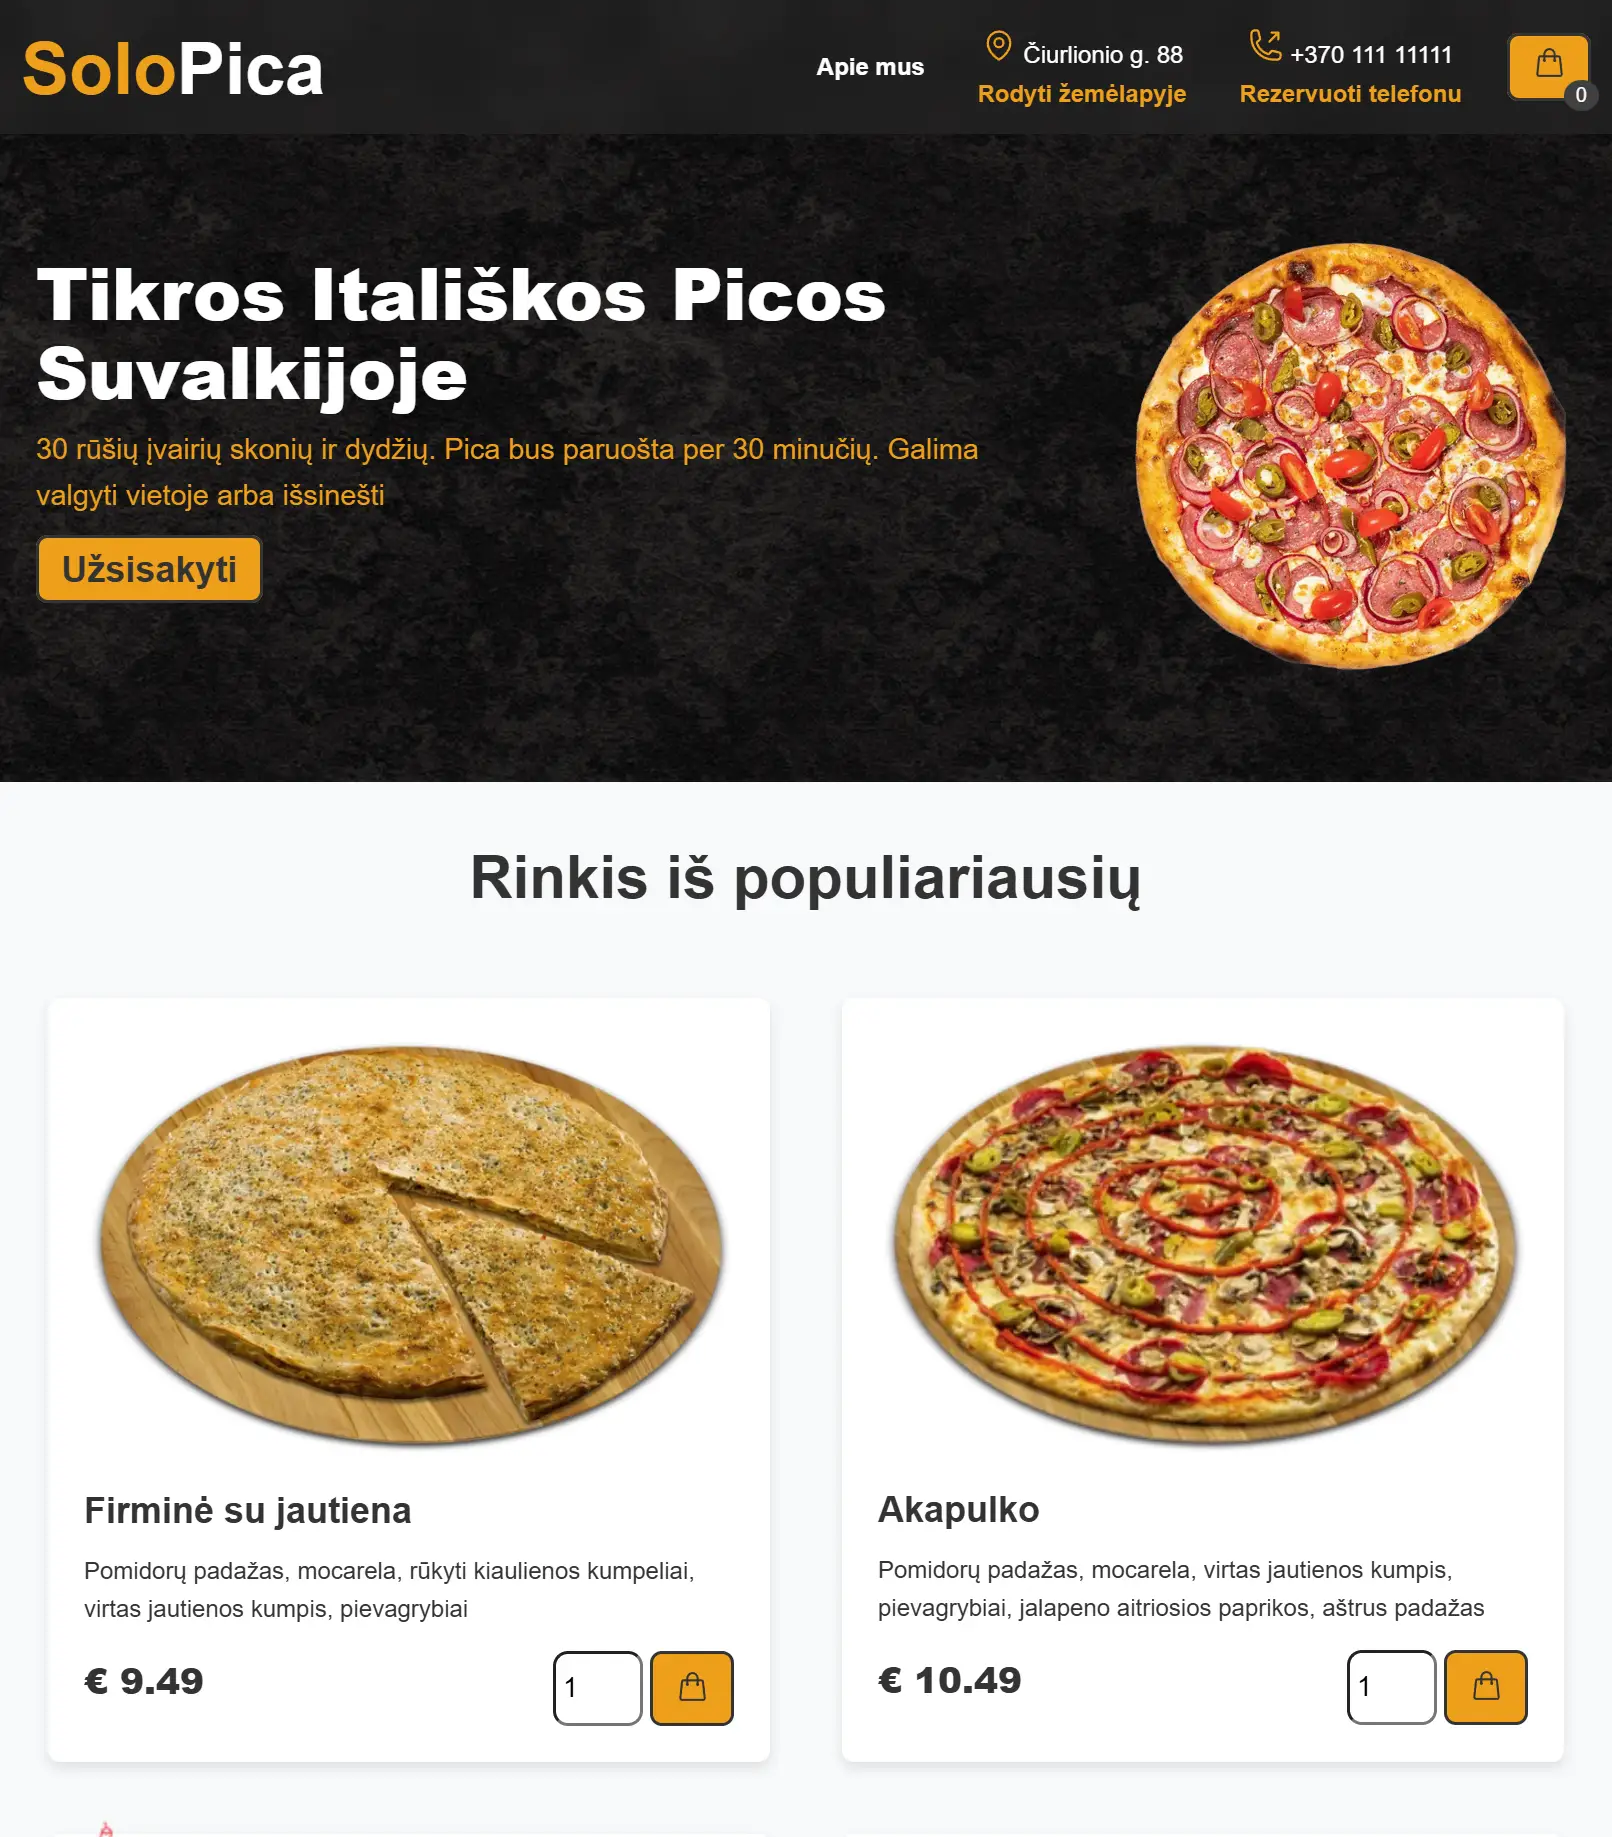 SoloPica
Apie mus
Čiurlionio g. 88
Rodyti žemėlapyje
+370 111 11111
Rezervuoti telefonu
0
Tikros Itališkos Picos
Suvalkijoje
30 rūšių įvairių skonių ir dydžių. Pica bus paruošta per 30 minučių. Galima
valgyti vietoje arba išsinešti
Užsisakyti
Rinkis iš populiariausių
Firminė su jautiena
Pomidorų padažas, mocarela, rūkyti kiaulienos kumpeliai,
virtas jautienos kumpis, pievagrybiai
€ 9.49
1
Akapulko
Pomidorų padažas, mocarela, virtas jautienos kumpis,
pievagrybiai, jalapeno aitriosios paprikos, aštrus padažas
€ 10.49
1